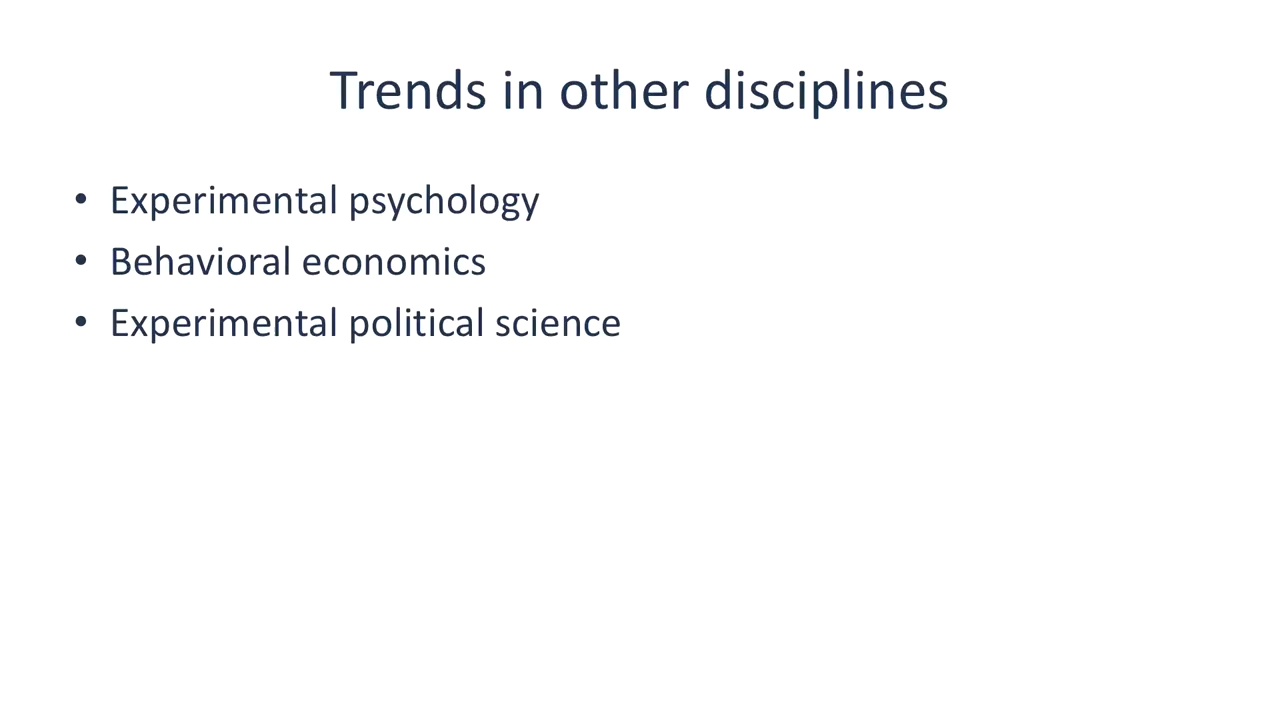 Trends in other disciplines
• Experimental psychology
• Behavioral economics
• Experimental political science